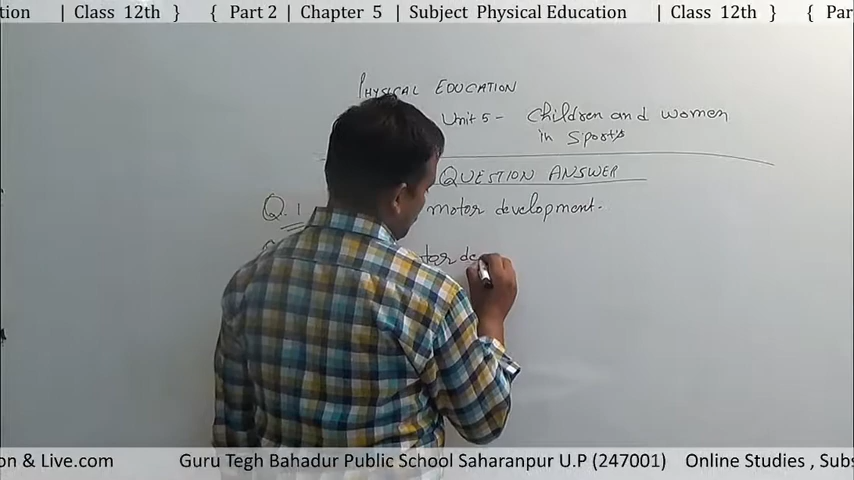 tion | Class 12th } { Part 2 | Chapter 5 | Subject Physical Education | Class 12th } { Par
PHYSICAL EDUCATION
Unit 5 - Children and women
in Sports
QUESTION ANSWER
Q. 1 motor development.
tor de
on & Live.com Guru Tegh Bahadur Public School Saharanpur U.P (247001) Online Studies , Subs